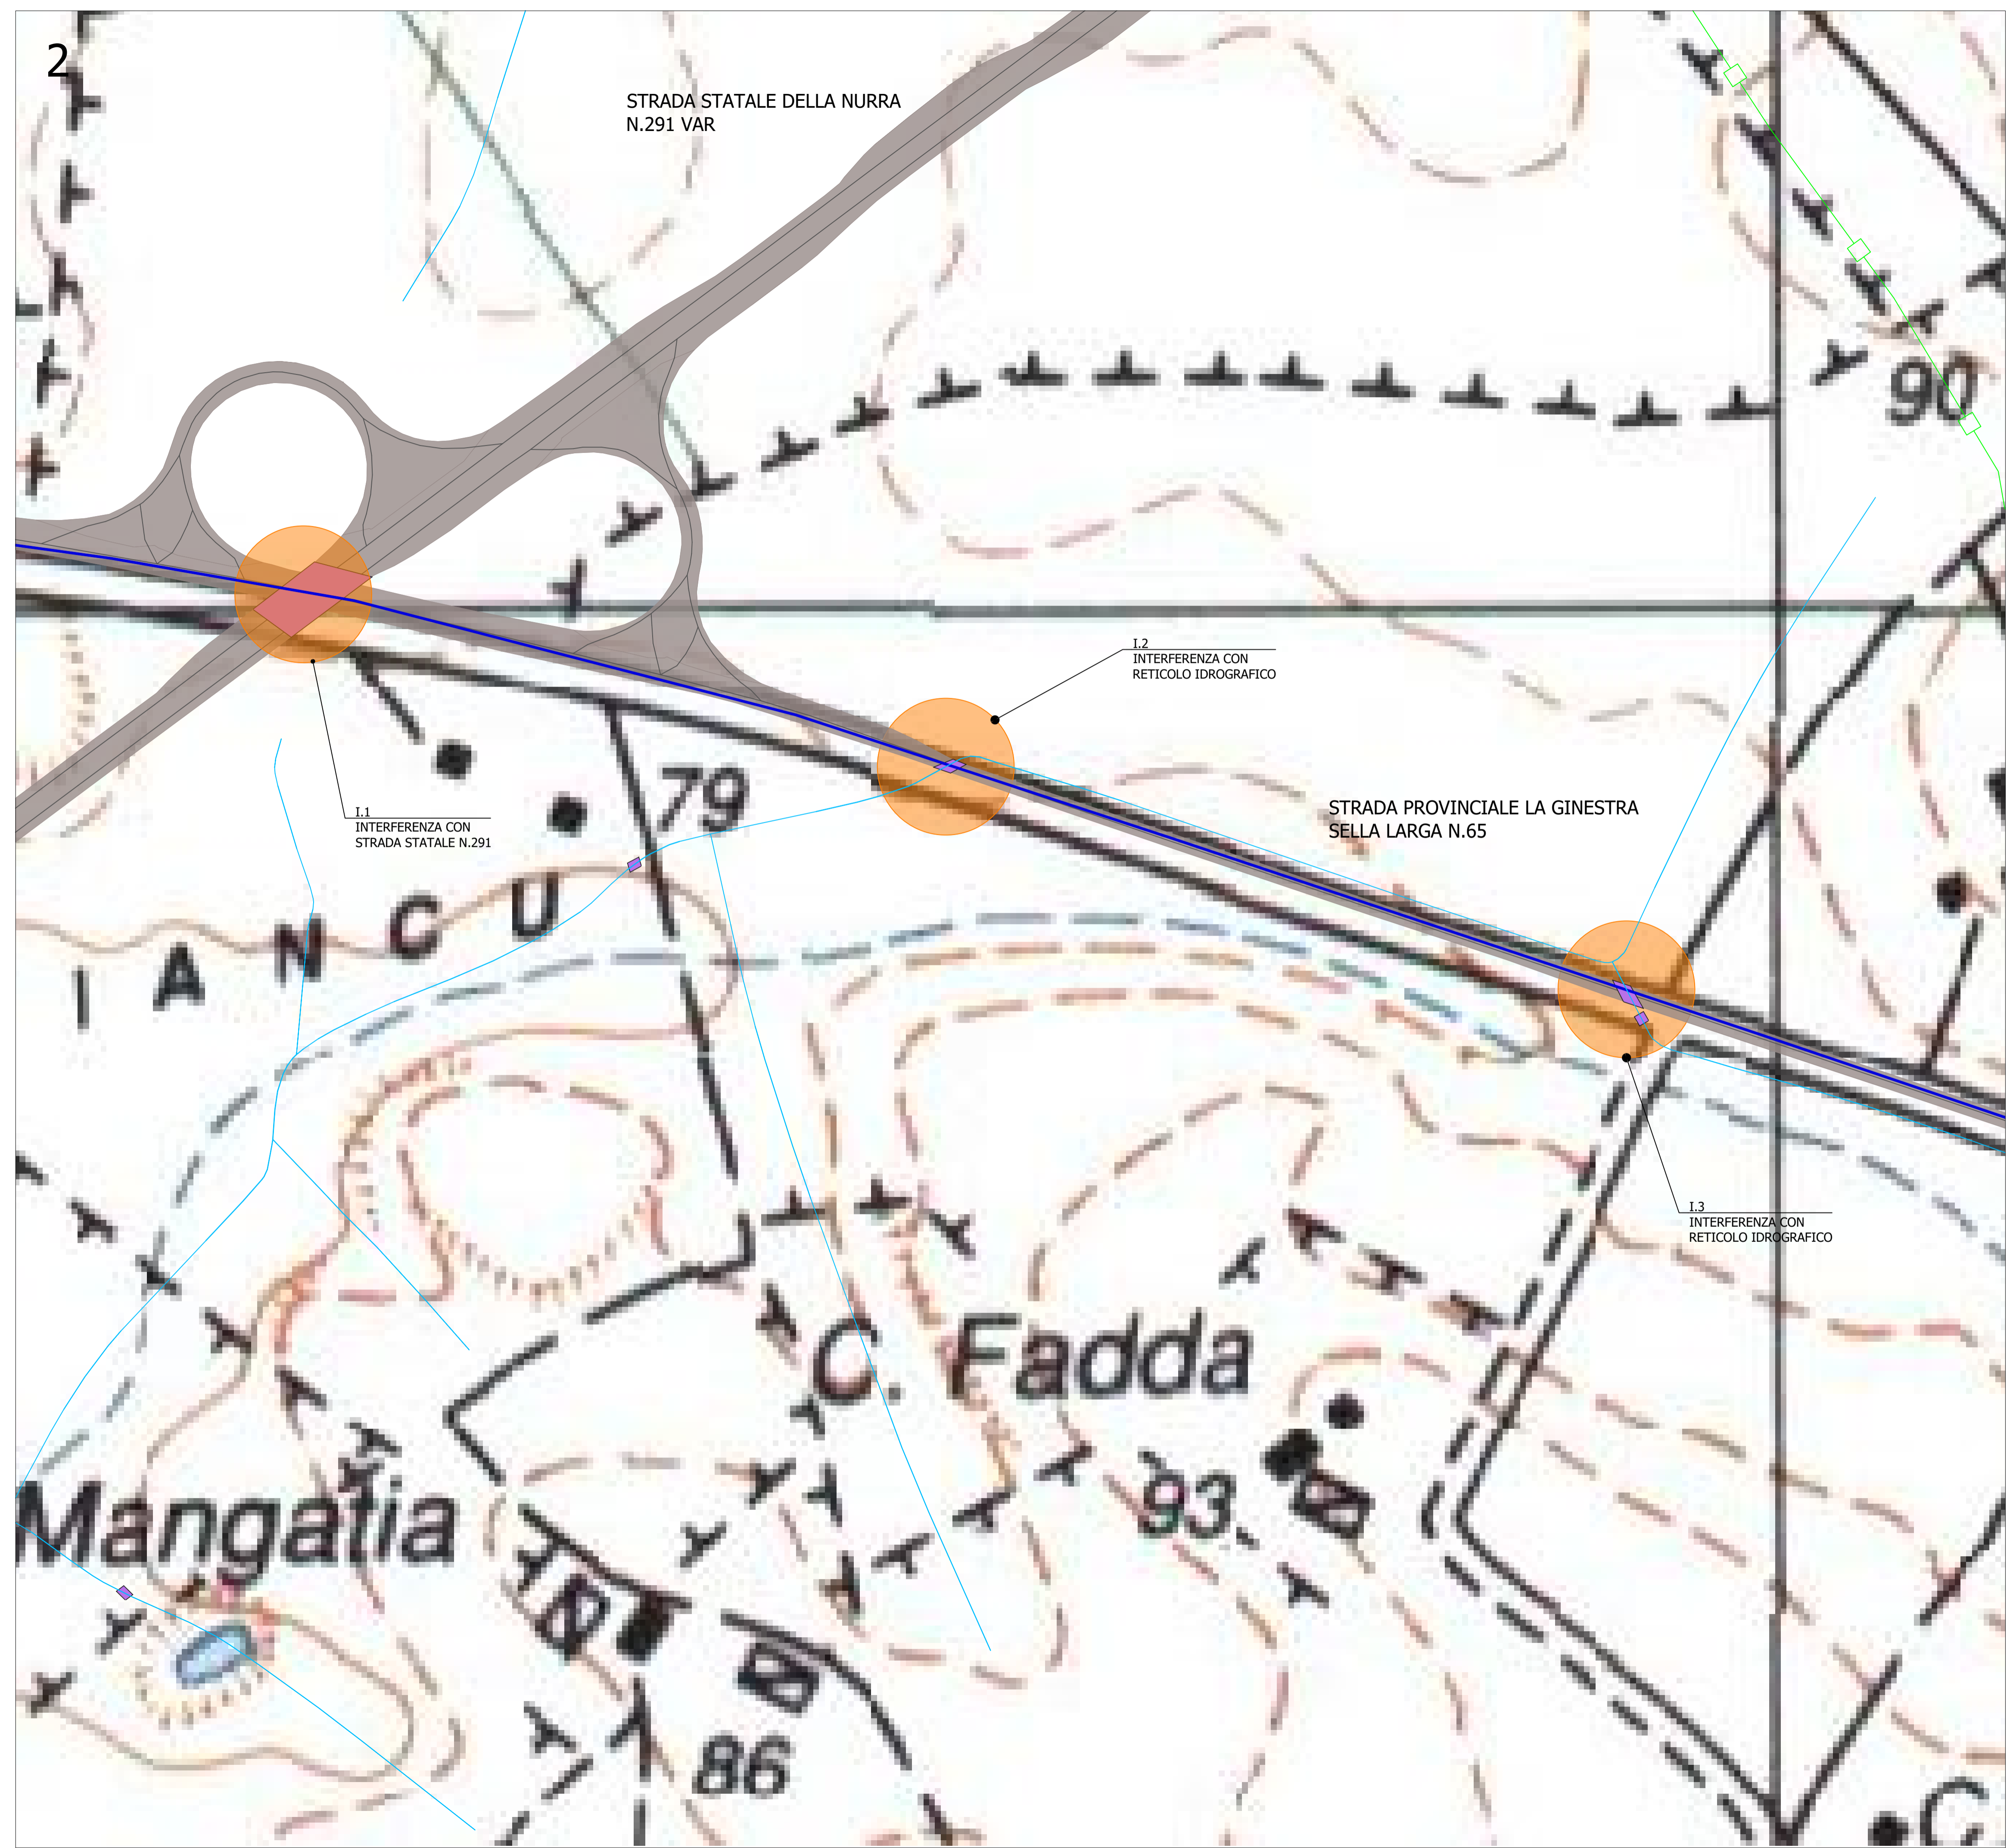 2
STRADA STATALE DELLA NURRA
N.291 VAR
90
I.2
INTERFERENZA CON
RETICOLO IDROGRAFICO
79
STRADA PROVINCIALE LA GINESTRA
SELLA LARGA N.65
I.1
INTERFERENZA CON
STRADA STATALE N.291
I A N C U
I.3
INTERFERENZA CON
RETICOLO IDROGRAFICO
C. Fadda
93
Mangatia
86
C